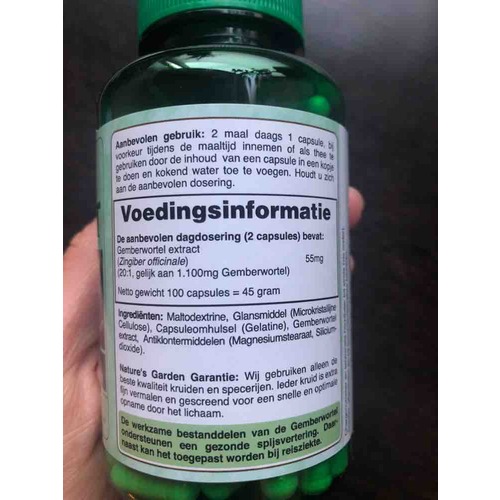 Aanbevolen gebruik: 2 maal daags 1 capsule, bij
voorkeur tijdens de maaltijd innemen of als thee te
gebruiken door de inhoud van een capsule in een kopje
te doen en kokend water toe te voegen. Houdt u zich
aan de aanbevolen dosering.
Voedingsinformatie
De aanbevolen dagdosering (2 capsules) bevat:
Gemberwortel extract
(Zingiber officinale) 55mg
(20:1, gelijk aan 1.100mg Gemberwortel)
Netto gewicht 100 capsules = 45 gram
Ingrediënten: Maltodextrine, Glansmiddel (Microkristallijne
Cellulose), Capsuleomhulsel (Gelatine), Gemberwortel
extract, Antiklontermiddelen (Magnesiumstearaat, Silicium-
dioxide).
Nature's Garden Garantie: Wij gebruiken alleen de
beste kwaliteit kruiden en specerijen. Ieder kruid is extra
fijn vermalen en gescreend voor een snelle en optimale
opname door het lichaam.
De werkzame bestanddelen van de Gemberwortel
ondersteunen een gezonde spijsvertering. Daar-
naast kan het toegepast worden bij reisziekte.